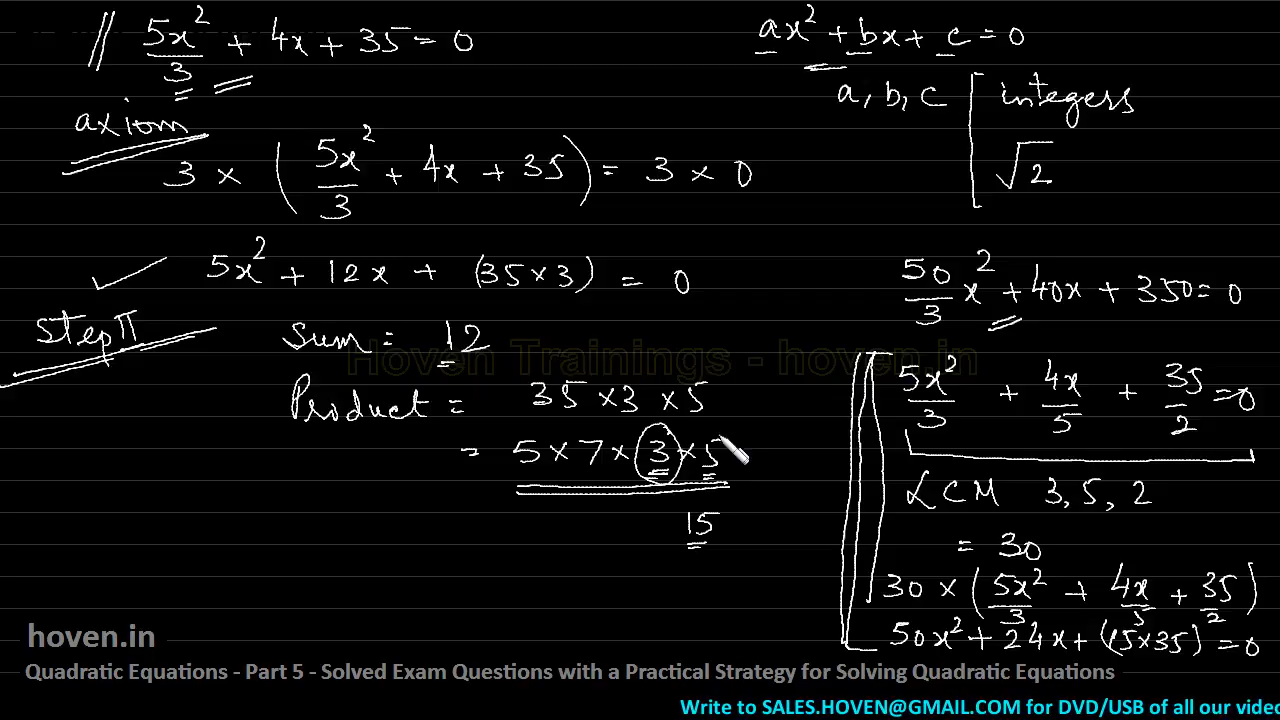 // 5x²/3 + 4x + 35 = 0
axiom
3 × (5x²/3 + 4x + 35) = 3 × 0
5x² + 12x + (35×3) = 0
Step II
Sum = 12
Product = 35 × 3 × 5
= 5 × 7 × 3 × 5
15
ax² + bx + c = 0
a, b, c integers
√2
50/3 x² + 40x + 350 = 0
5x²/3 + 4x/5 + 35/2 = 0
LCM 3, 5, 2
= 30
30 × (5x²/3 + 4x/5 + 35/2)
50x² + 24x + (15×35) = 0
Hoven Trainings - hoven.in
hoven.in
Quadratic Equations - Part 5 - Solved Exam Questions with a Practical Strategy for Solving Quadratic Equations
Write to SALES.HOVEN@GMAIL.COM for DVD/USB of all our vide